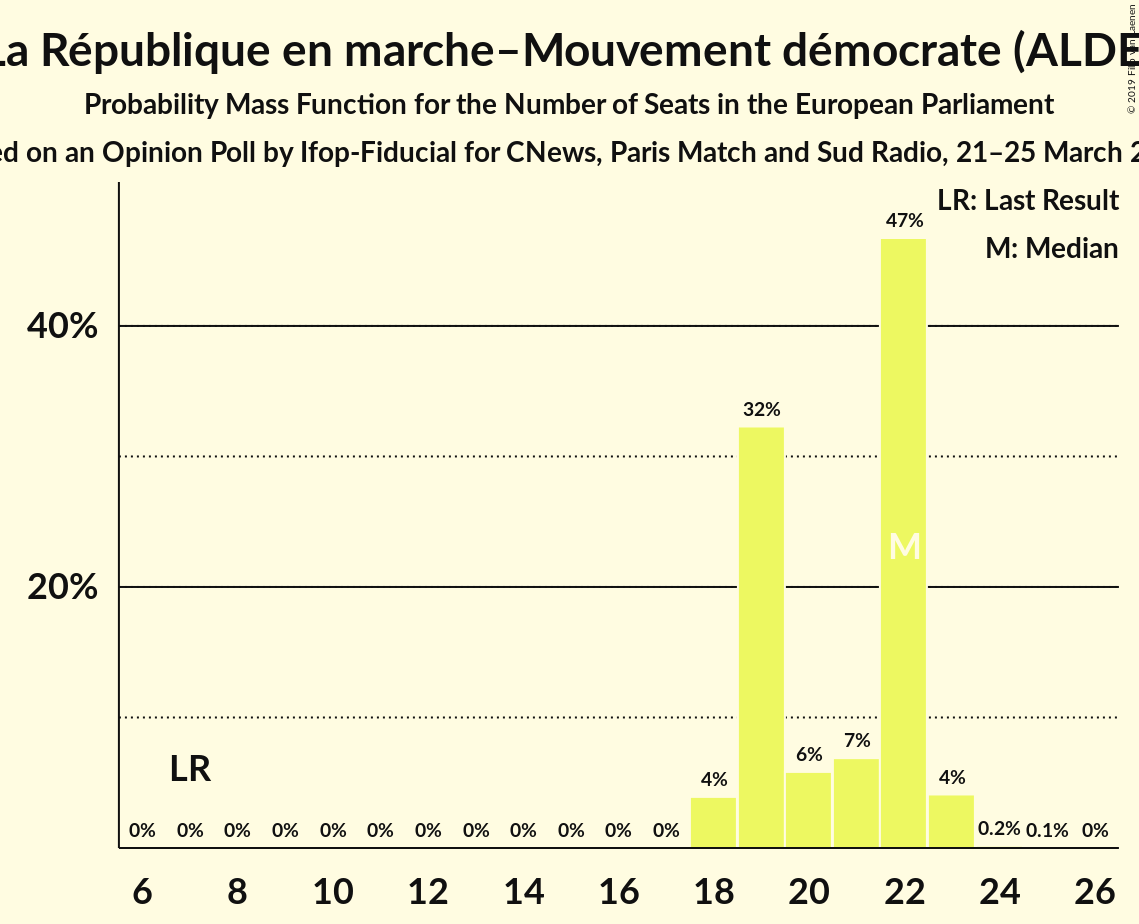 La République en marche–Mouvement démocrate (ALDE
Probability Mass Function for the Number of Seats in the European Parliament
ed on an Opinion Poll by Ifop-Fiducial for CNews, Paris Match and Sud Radio, 21–25 March 2
© 2019
LR: Last Result
M: Median
47%
40%
32%
M
20%
LR
4% 6% 7% 4%
0% 0% 0% 0% 0% 0% 0% 0% 0% 0% 0% 0% 0.2% 0.1% 0%
6 8 10 12 14 16 18 20 22 24 26